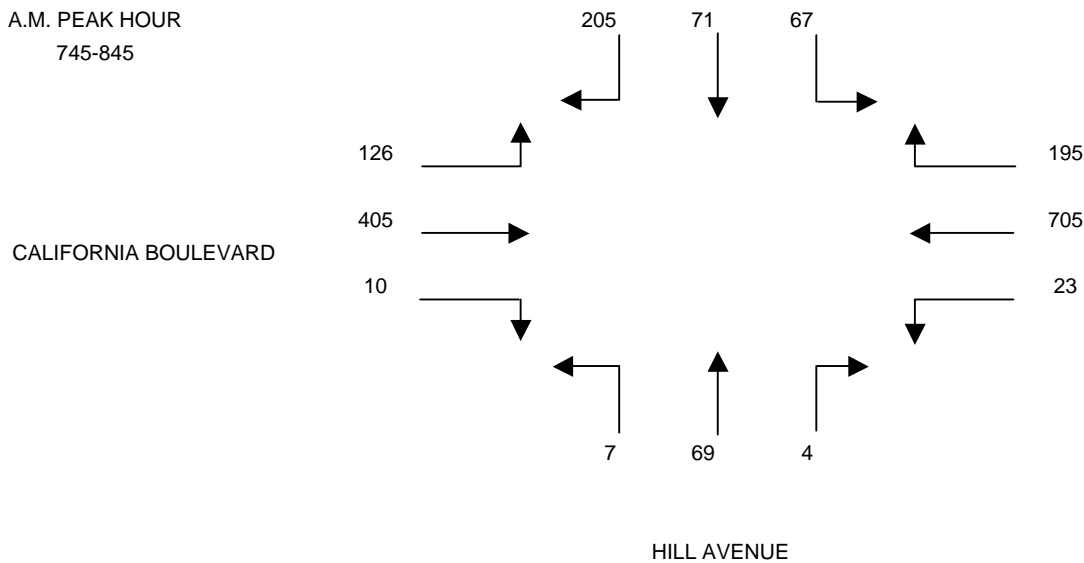 A.M. PEAK HOUR 205 71 67
745-845
126 195
405 705
CALIFORNIA BOULEVARD
10 23
7 69 4
HILL AVENUE